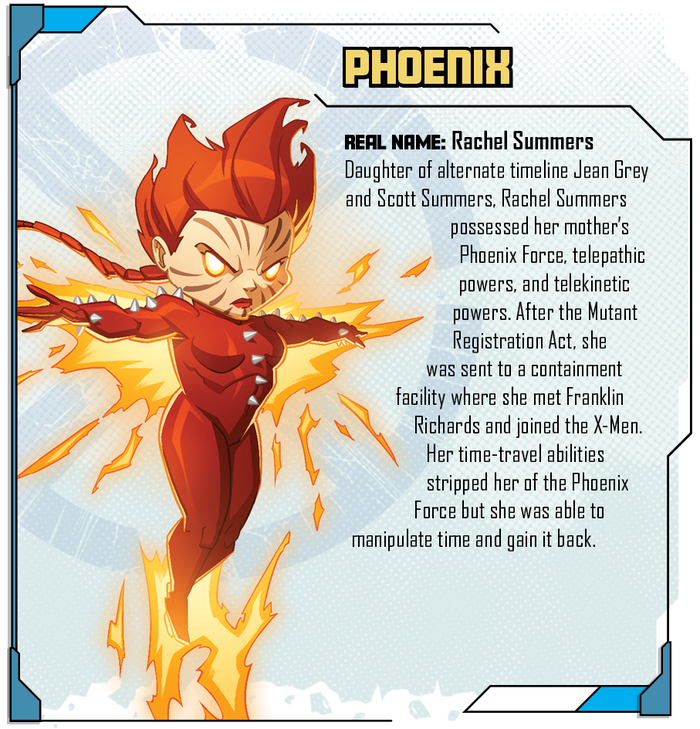 PHOENIX
REAL NAME: Rachel Summers
Daughter of alternate timeline Jean Grey
and Scott Summers, Rachel Summers
possessed her mother's
Phoenix Force, telepathic
powers, and telekinetic
powers. After the Mutant
Registration Act, she
was sent to a containment
facility where she met Franklin
Richards and joined the X-Men.
Her time-travel abilities
stripped her of the Phoenix
Force but she was able to
manipulate time and gain it back.